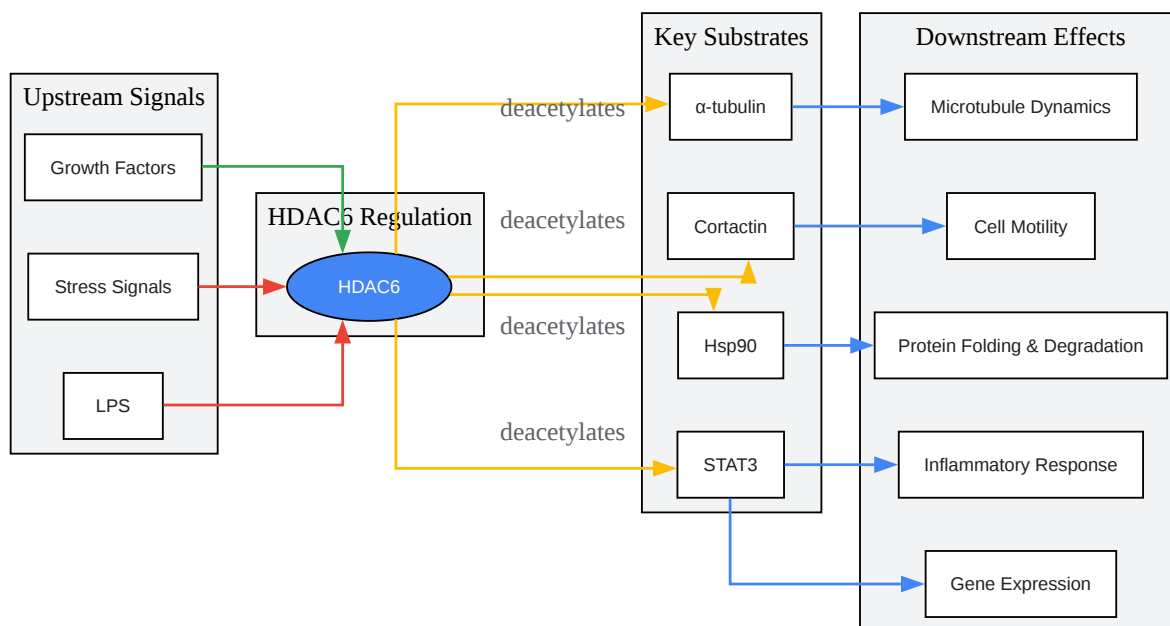 Upstream Signals
Growth Factors
Stress Signals
LPS
HDAC6 Regulation
HDAC6
deacetylates
deacetylates
deacetylates
deacetylates
Key Substrates
α-tubulin
Cortactin
Hsp90
STAT3
Downstream Effects
Microtubule Dynamics
Cell Motility
Protein Folding & Degradation
Inflammatory Response
Gene Expression